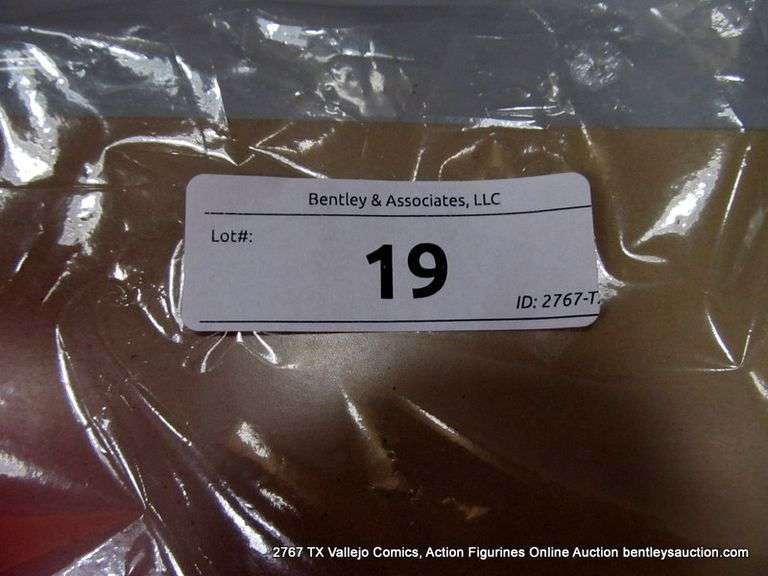 Bentley & Associates, LLC
Lot#:
19
ID: 2767-T
2767 TX Vallejo Comics, Action Figurines Online Auction bentleysauction.com